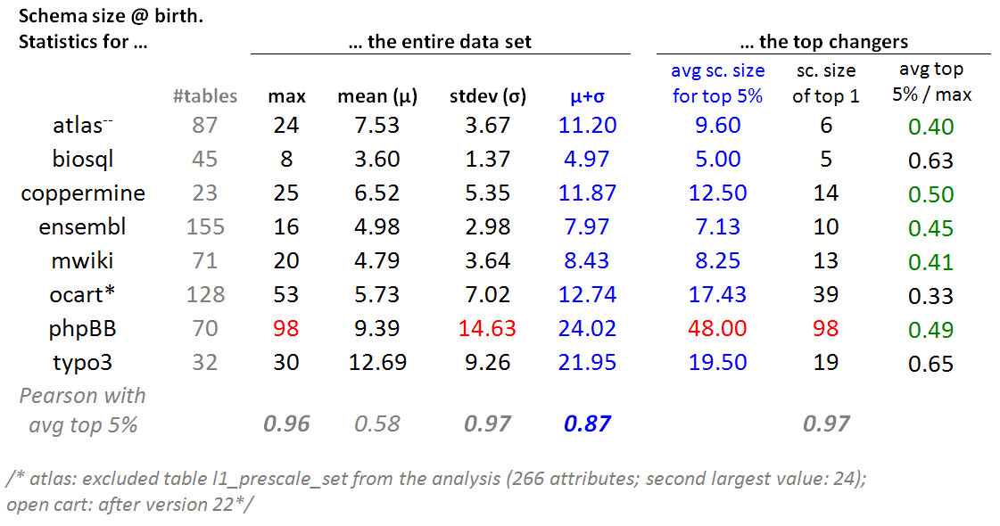 Schema size @ birth.
Statistics for … … the entire data set … the top changers
#tables max mean (μ) stdev (σ) μ+σ avg sc. size for top 5% sc. size of top 1 avg top 5% / max
atlas-- 87 24 7.53 3.67 11.20 9.60 6 0.40
biosql 45 8 3.60 1.37 4.97 5.00 5 0.63
coppermine 23 25 6.52 5.35 11.87 12.50 14 0.50
ensembl 155 16 4.98 2.98 7.97 7.13 10 0.45
mwiki 71 20 4.79 3.64 8.43 8.25 13 0.41
ocart* 128 53 5.73 7.02 12.74 17.43 39 0.33
phpBB 70 98 9.39 14.63 24.02 48.00 98 0.49
typo3 32 30 12.69 9.26 21.95 19.50 19 0.65
Pearson with
avg top 5% 0.96 0.58 0.97 0.87 0.97
/* atlas: excluded table l1_prescale_set from the analysis (266 attributes; second largest value: 24);
open cart: after version 22*/